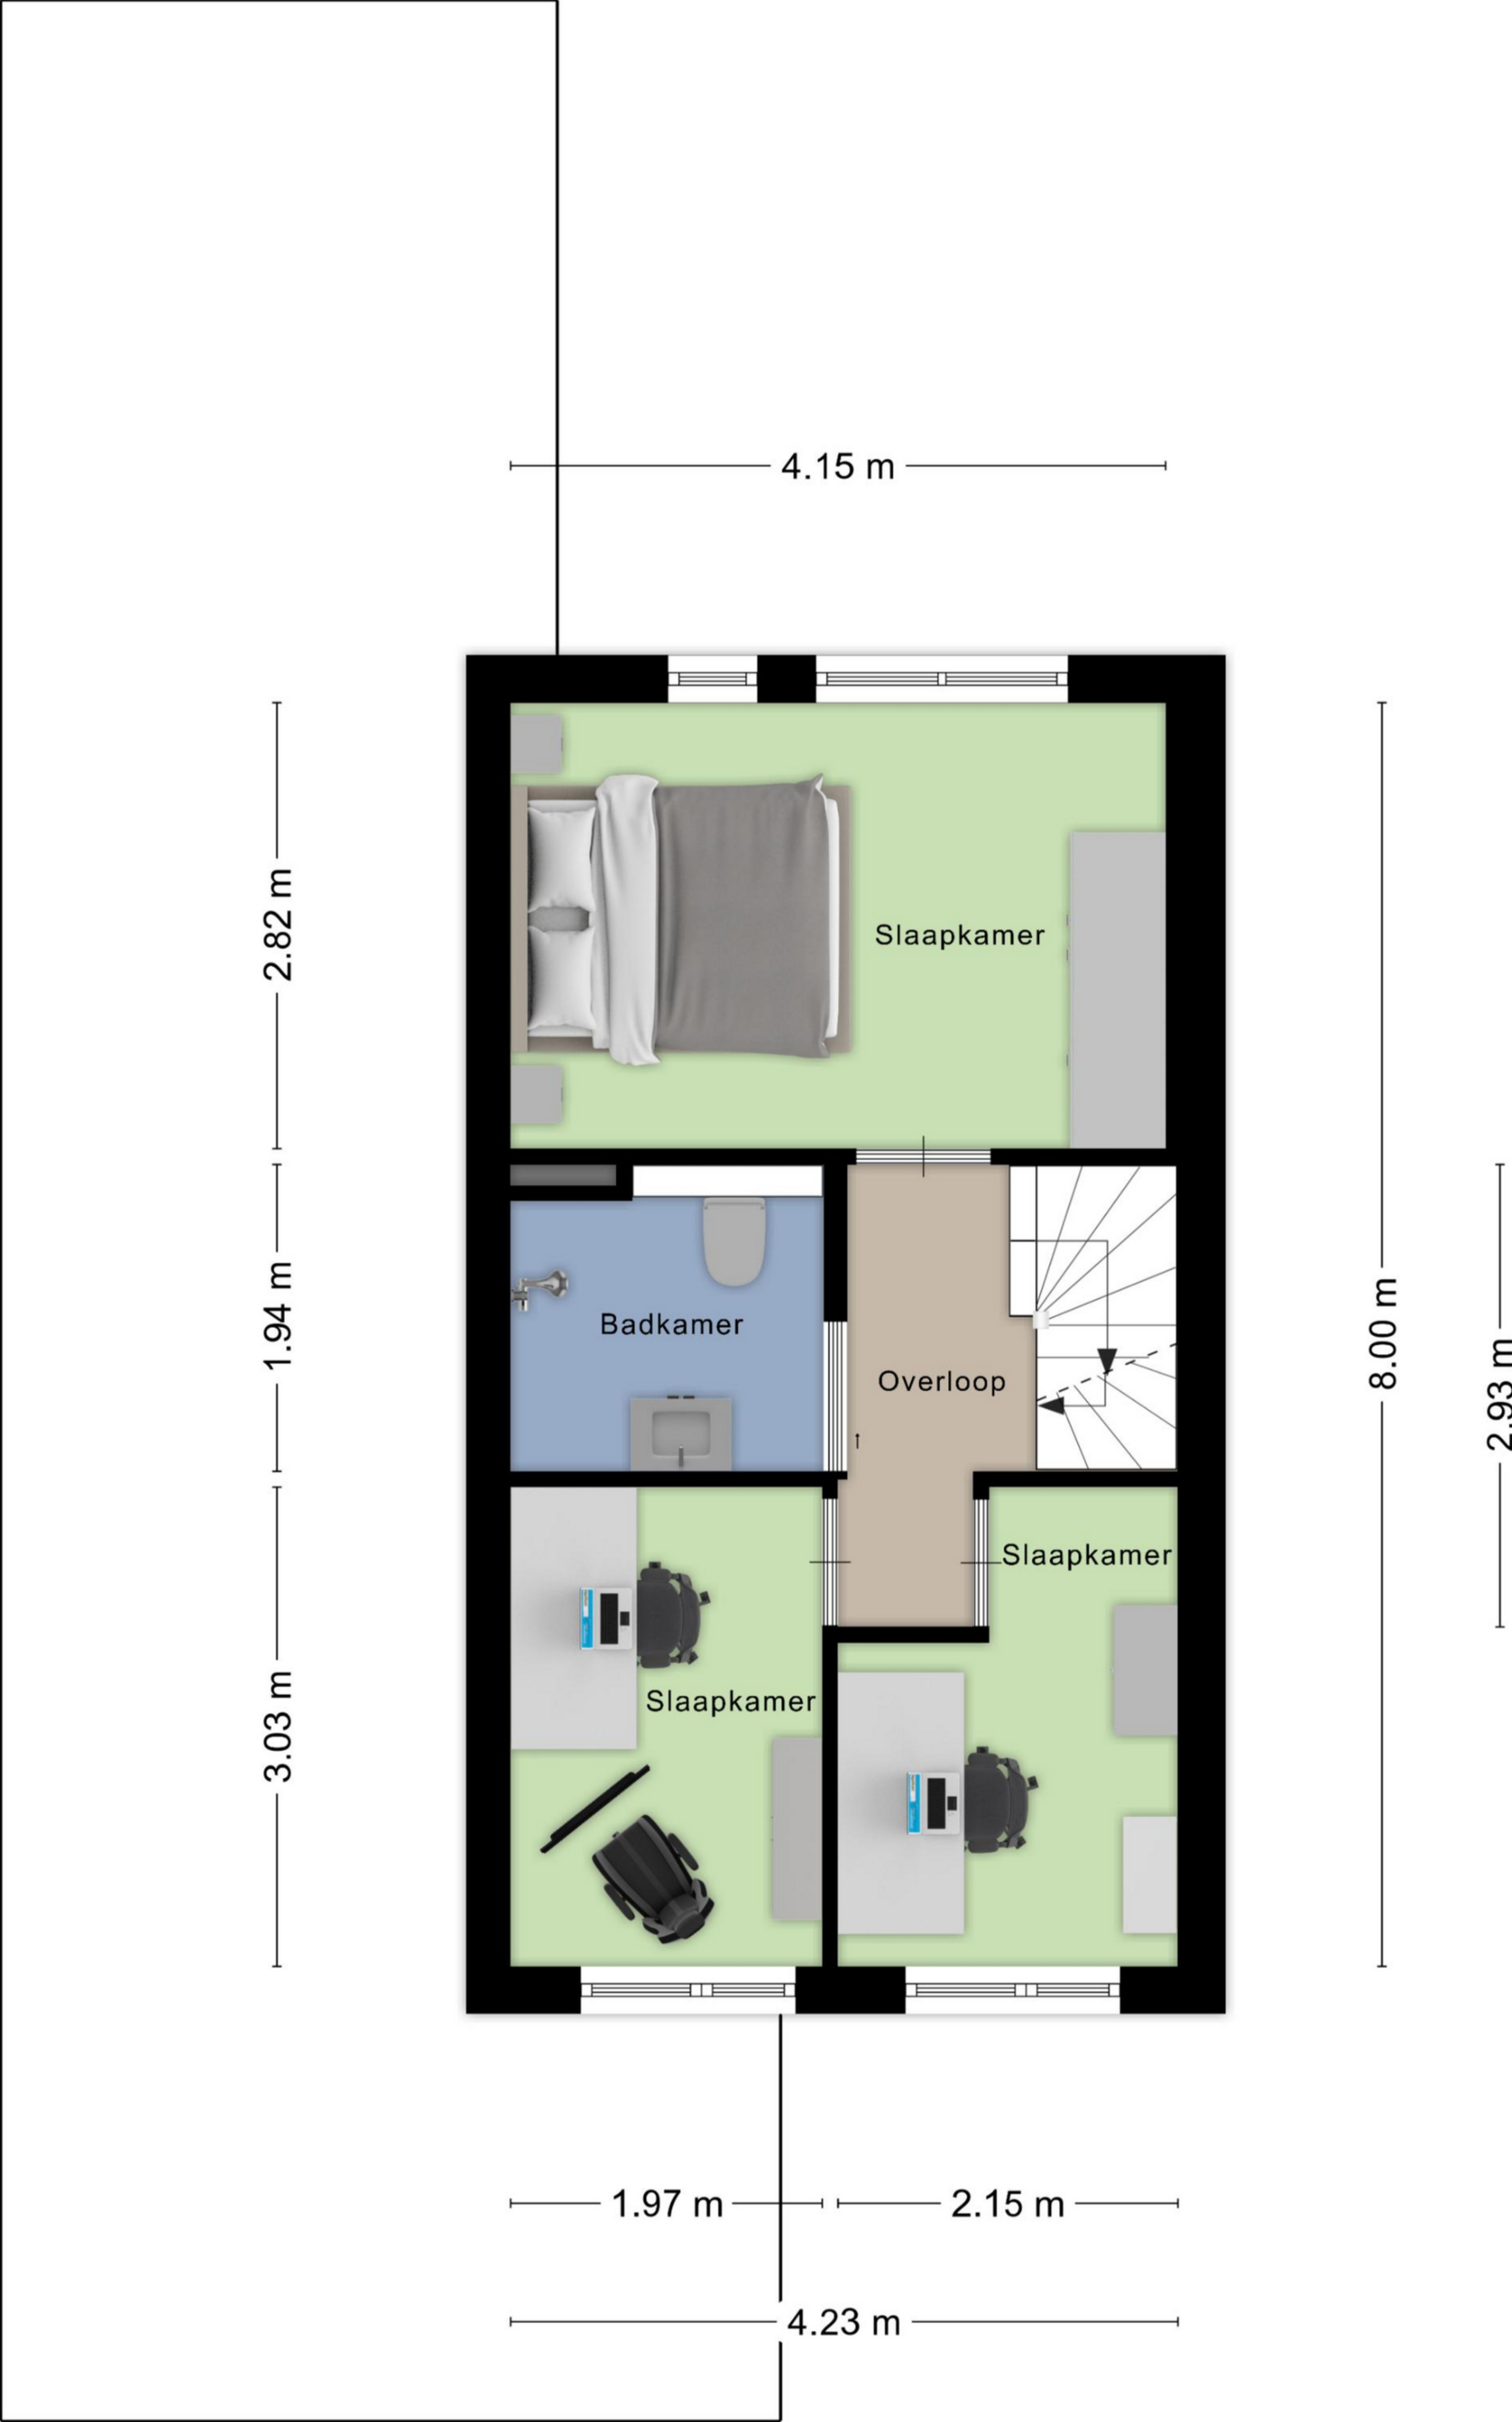 4.15 m
2.82 m
Slaapkamer
1.94 m
Badkamer
Overloop
8.00 m
2.93 m
Slaapkamer
3.03 m
Slaapkamer
1.97 m
2.15 m
4.23 m